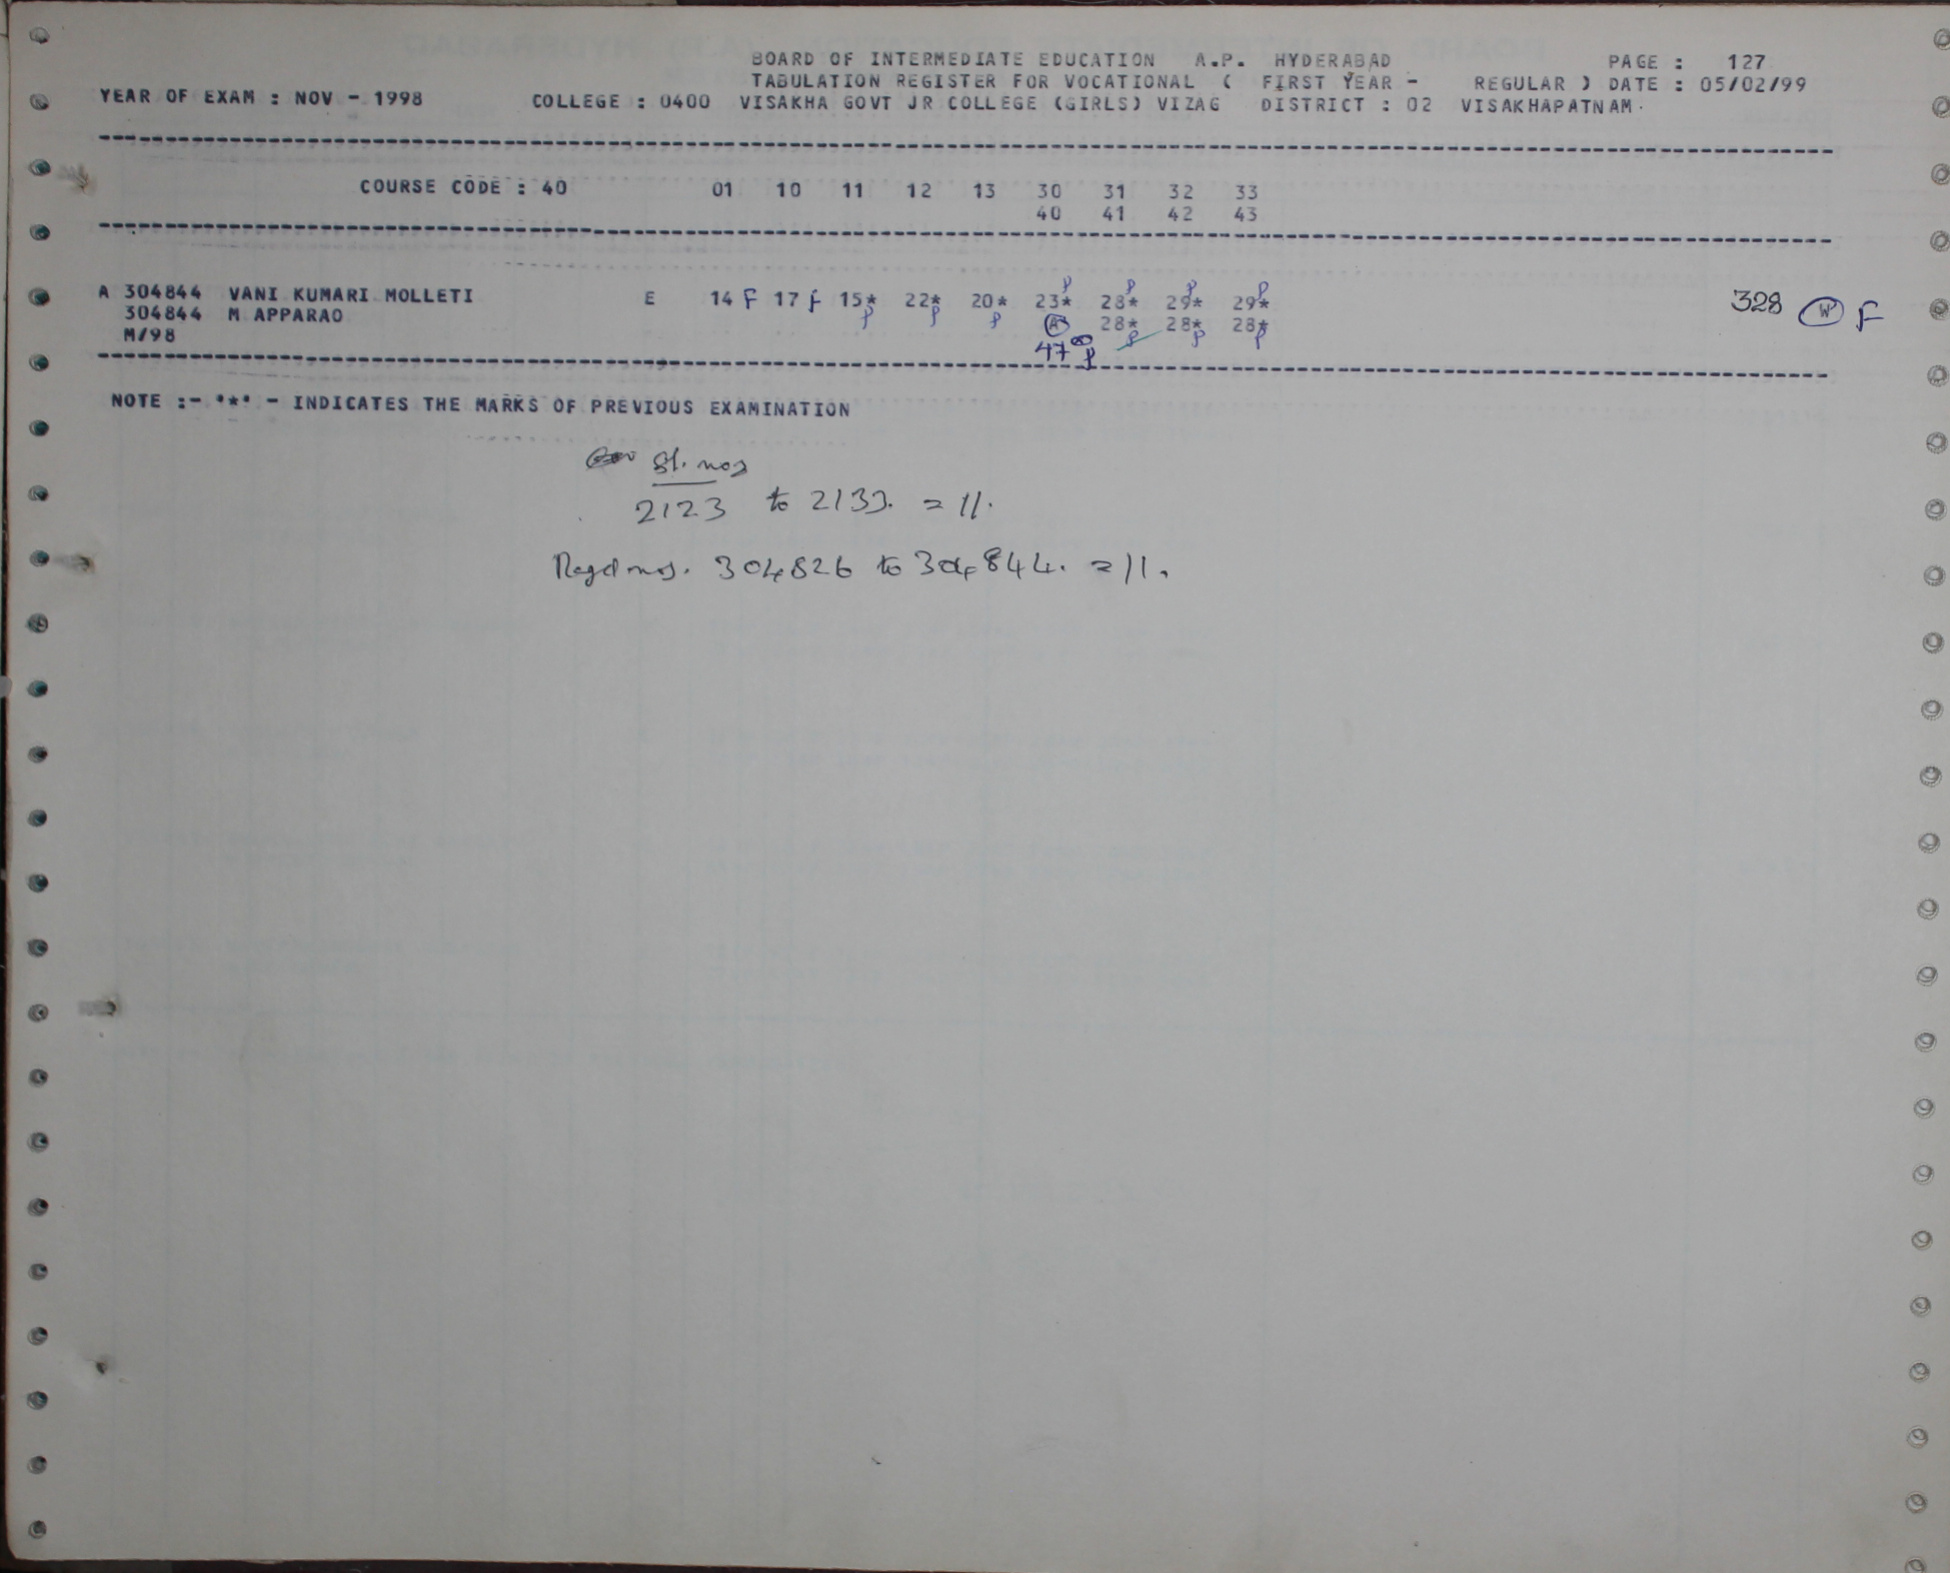 BOARD OF INTERMEDIATE EDUCATION A.P. HYDERABAD PAGE : 127
TABULATION REGISTER FOR VOCATIONAL ( FIRST YEAR - REGULAR ) DATE : 05/02/99
YEAR OF EXAM : NOV - 1998 COLLEGE : 0400 VISAKHA GOVT JR COLLEGE (GIRLS) VIZAG DISTRICT : 02 VISAKHAPATNAM.
COURSE CODE : 40 01 10 11 12 13 30 31 32 33
40 41 42 43
A 304844 VANI KUMARI MOLLETI E 14 F 17 F 15* P 22* P 20* P 23* P 28* P 29* P 29* P 328 W F
304844 M APPARAO A 28* P 28* P 28* P
M/98 47 P
NOTE :- '*' - INDICATES THE MARKS OF PREVIOUS EXAMINATION
Sl. nos
2123 to 2133. = 11.
Regd nos. 304826 to 304844. = 11.